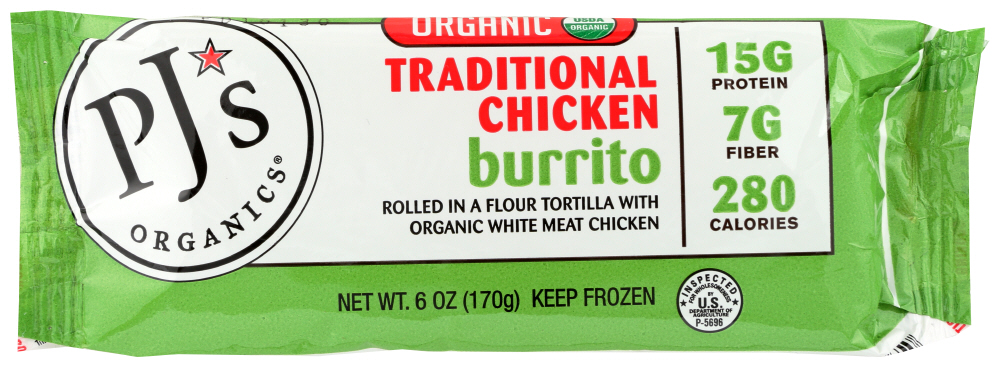 PJ's
ORGANICS®
ORGANIC
USDA
ORGANIC
TRADITIONAL
CHICKEN
burrito
ROLLED IN A FLOUR TORTILLA WITH
ORGANIC WHITE MEAT CHICKEN
15G
PROTEIN
7G
FIBER
280
CALORIES
NET WT. 6 OZ (170g) KEEP FROZEN
INSPECTED
FOR WHOLESOMENESS
BY
U.S.
DEPARTMENT OF
AGRICULTURE
P-5696